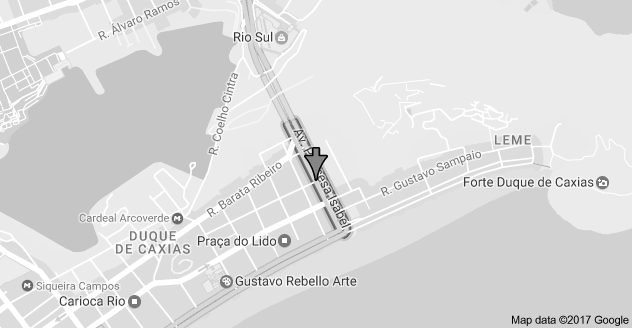 R. Álvaro Ramos
Rio Sul
R. Coelho Cintra
Av.
esa Isabel
LEME
R. Barata Ribeiro
R. Gustavo Sampaio
Forte Duque de Caxias
Cardeal Arcoverde
DUQUE
DE CAXIAS
Praça do Lido
Siqueira Campos
Gustavo Rebello Arte
Carioca Rio
Map data ©2017 Google